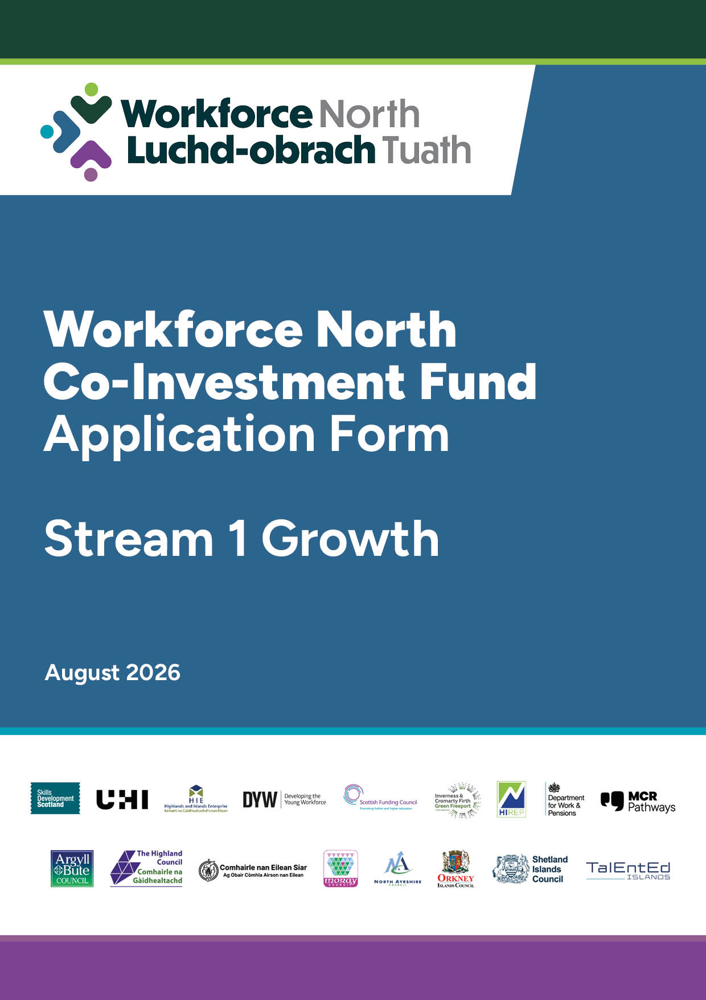 Workforce North
Luchd-obrach Tuath
Workforce North
Co-Investment Fund
Application Form
Stream 1 Growth
August 2026
Skills
Development
Scotland
UHI
HIE
Highlands and Islands Enterprise
Iomairt na Gàidhealtachd 's nan Eilean
DYW
Developing the
Young Workforce
Scottish Funding Council
Promoting further and higher education
Inverness &
Cromarty Firth
Green Freeport
HIREP
Department
for Work &
Pensions
MCR
Pathways
Argyll
&Bute
COUNCIL
The Highland
Council
Comhairle na
Gàidhealtachd
Comhairle nan Eilean Siar
Ag Obair Còmhla Airson nan Eilean
moray
COUNCIL
NORTH AYRSHIRE
COUNCIL
ORKNEY
ISLANDS COUNCIL
Shetland
Islands
Council
TalEntEd
ISLANDS